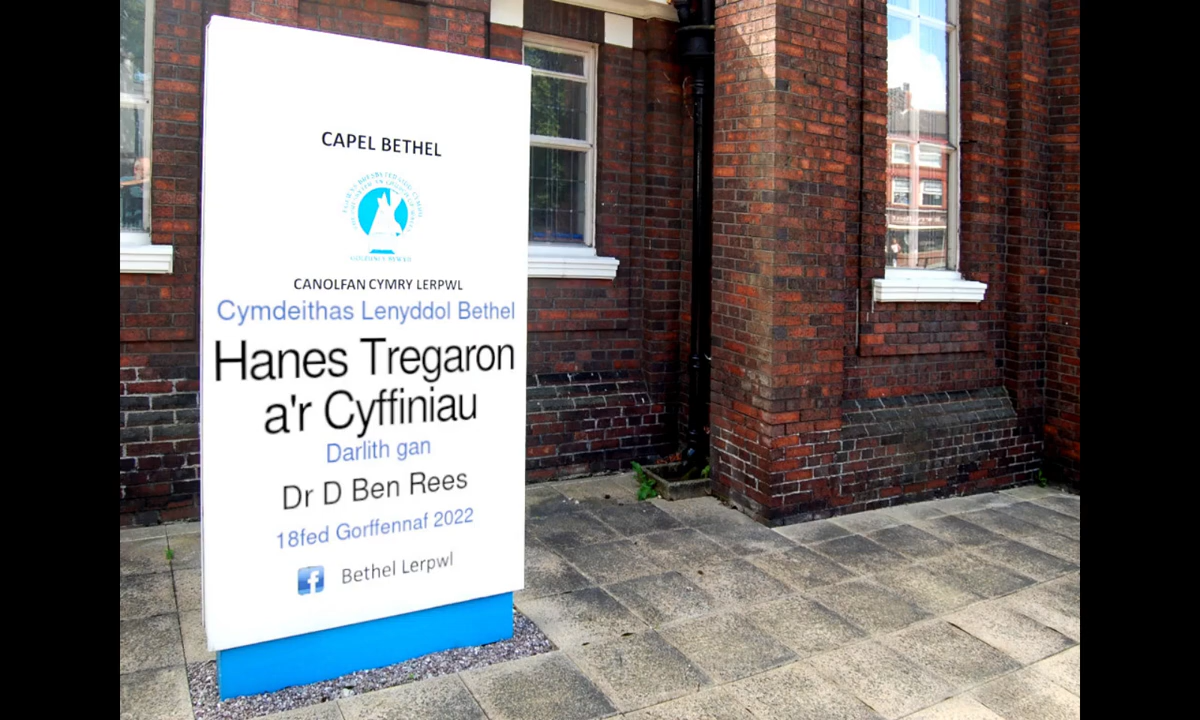 CAPEL BETHEL
CANOLFAN CYMRY LERPWL
Cymdeithas Lenyddol Bethel
Hanes Tregaron
a'r Cyffiniau
Darlith gan
Dr D Ben Rees
18fed Gorffennaf 2022
f
Bethel Lerpwl